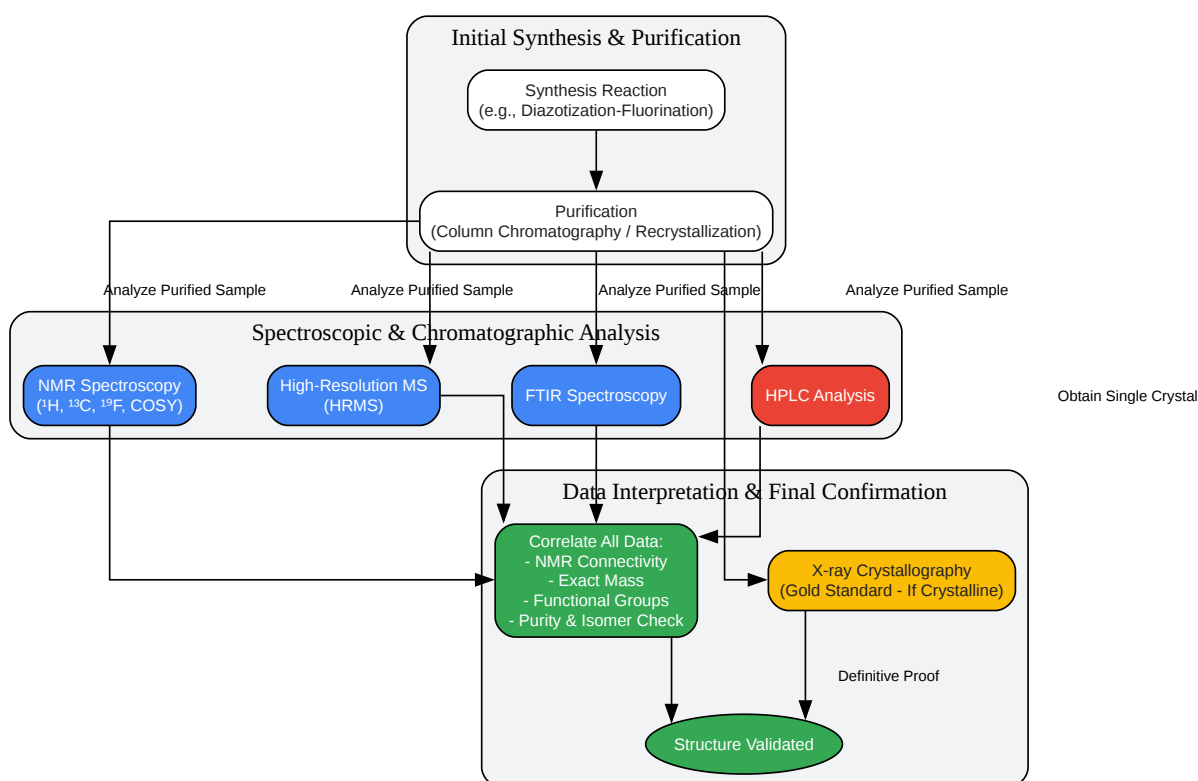 Initial Synthesis & Purification
Synthesis Reaction
(e.g., Diazotization-Fluorination)
Purification
(Column Chromatography / Recrystallization)
Analyze Purified Sample
Analyze Purified Sample
Analyze Purified Sample
Analyze Purified Sample
Spectroscopic & Chromatographic Analysis
NMR Spectroscopy
(¹H, ¹³C, ¹⁹F, COSY)
High-Resolution MS
(HRMS)
FTIR Spectroscopy
HPLC Analysis
Obtain Single Crystal
Data Interpretation & Final Confirmation
Correlate All Data:
- NMR Connectivity
- Exact Mass
- Functional Groups
- Purity & Isomer Check
X-ray Crystallography
(Gold Standard - If Crystalline)
Definitive Proof
Structure Validated